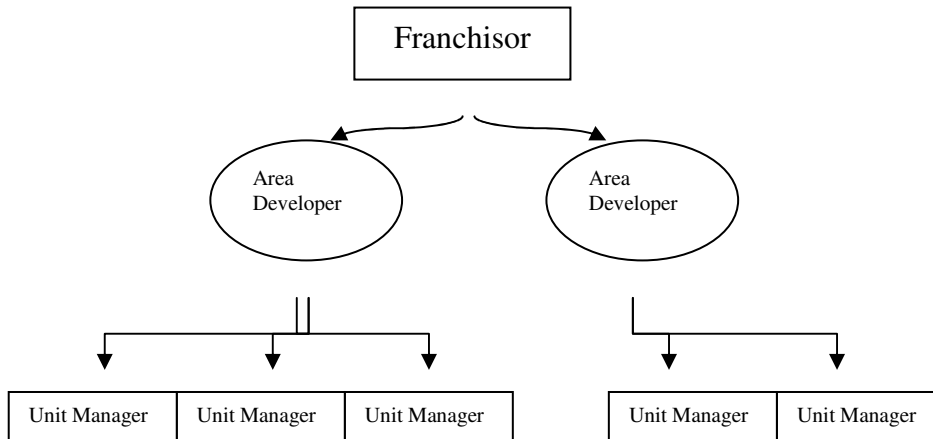 Franchisor
Area
Developer
Area
Developer
Unit Manager
Unit Manager
Unit Manager
Unit Manager
Unit Manager